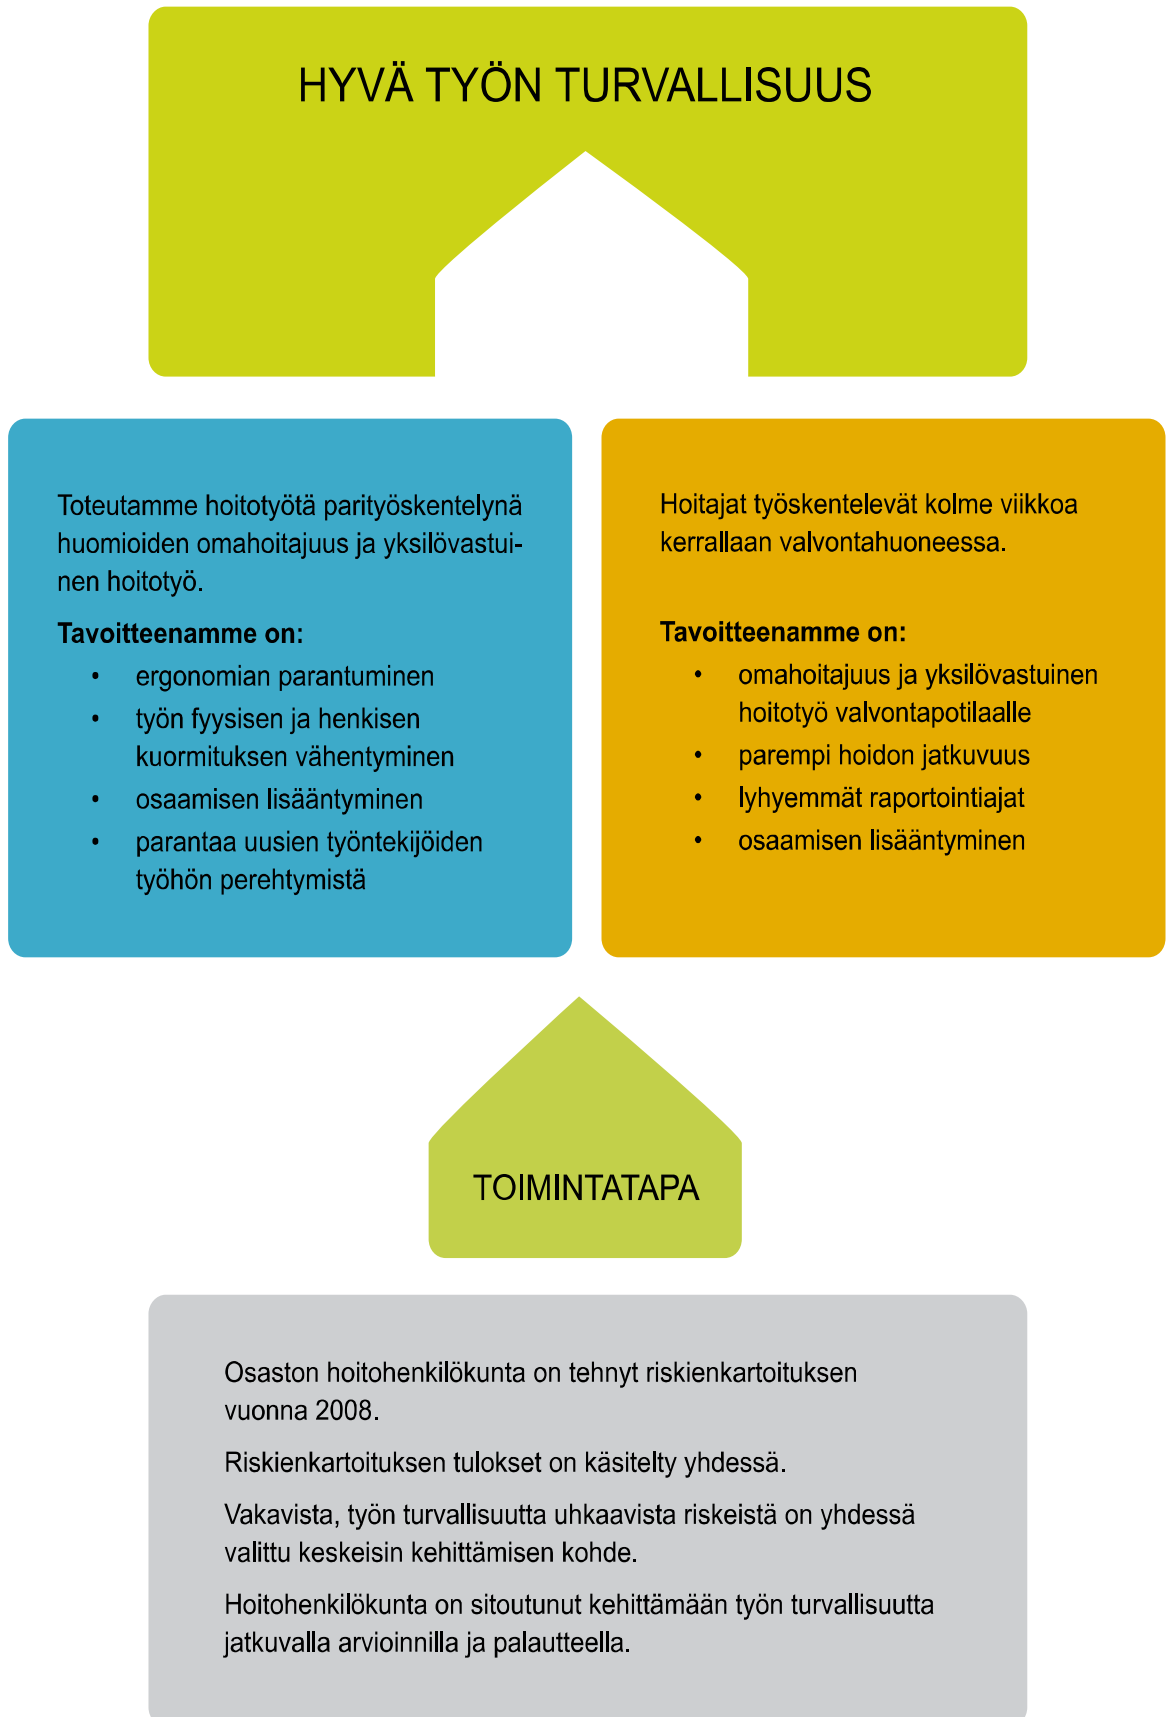 HYVÄ TYÖN TURVALLISUUS
Toteutamme hoitotyötä parityöskentelynä
huomioiden omahoitajuus ja yksilövastui-
nen hoitotyö.
Tavoitteenamme on:
• ergonomian parantuminen
• työn fyysisen ja henkisen
kuormituksen vähentyminen
• osaamisen lisääntyminen
• parantaa uusien työntekijöiden
työhön perehtymistä
Hoitajat työskentelevät kolme viikkoa
kerrallaan valvontahuoneessa.
Tavoitteenamme on:
• omahoitajuus ja yksilövastuinen
hoitotyö valvontapotilaalle
• parempi hoidon jatkuvuus
• lyhyemmät raportointiajat
• osaamisen lisääntyminen
TOIMINTATAPA
Osaston hoitohenkilökunta on tehnyt riskienkartoituksen
vuonna 2008.
Riskienkartoituksen tulokset on käsitelty yhdessä.
Vakavista, työn turvallisuutta uhkaavista riskeistä on yhdessä
valittu keskeisin kehittämisen kohde.
Hoitohenkilökunta on sitoutunut kehittämään työn turvallisuutta
jatkuvalla arvioinnilla ja palautteella.